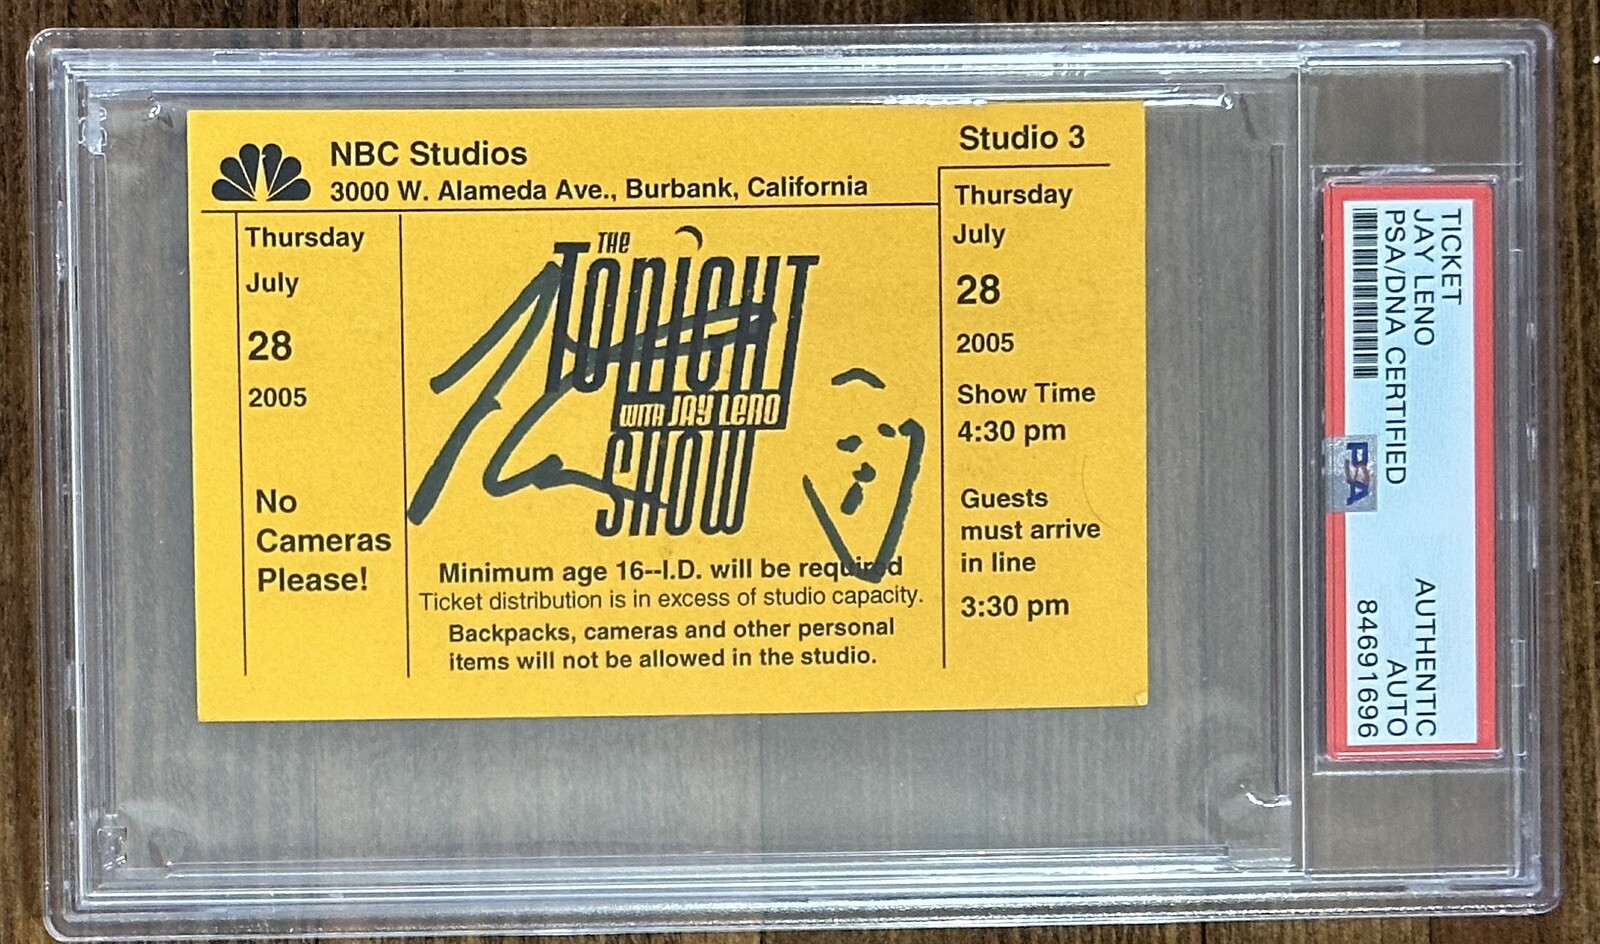 NBC Studios
3000 W. Alameda Ave., Burbank, California
Studio 3
Thursday
July
28
2005
No
Cameras
Please!
THE
TONIGHT
WITH JAY LENO
SHOW
Minimum age 16--I.D. will be required
Ticket distribution is in excess of studio capacity.
Backpacks, cameras and other personal
items will not be allowed in the studio.
Thursday
July
28
2005
Show Time
4:30 pm
Guests
must arrive
in line
3:30 pm
TICKET
JAY LENO
AUTHENTIC
PSA/DNA CERTIFIED
AUTO
84691696
PSA